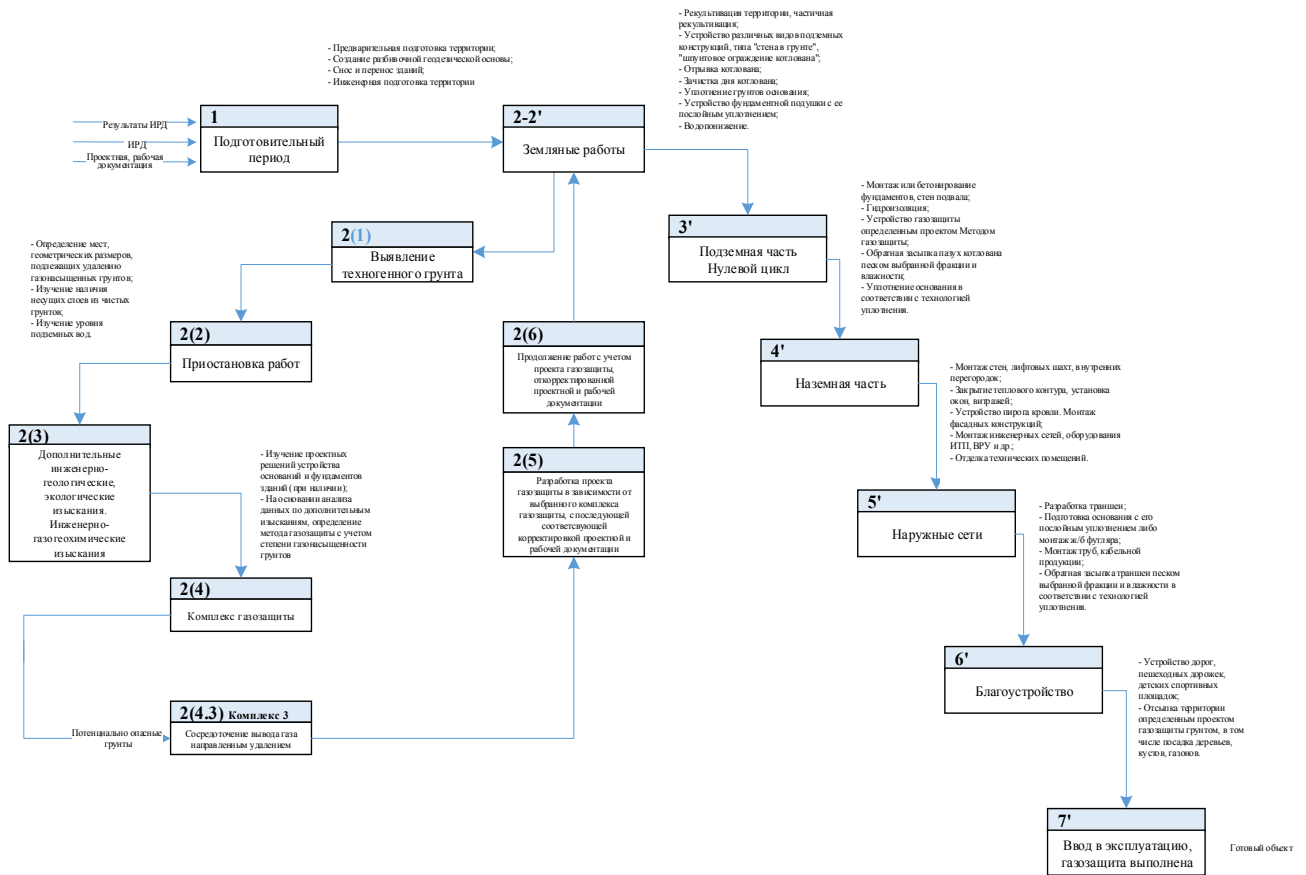 - Предварительная подготовка территории;
- Создание разбивочной геодезической основы;
- Снос и перенос зданий;
- Инженерная подготовка территории
- Рекультивация территории, частичная
рекультивация;
- Устройство различных видов подземных
конструкций, типа "стена в грунте",
"шпунтовое ограждение котлована";
- Отрывка котлована;
- Зачистка дня котлована;
- Уплотнение грунтов основания;
- Устройство фундаментной подушки с ее
послойным уплотнением;
- Водопонижение.
Результаты ИРД
ИРД
Проектная, рабочая
документация
1
Подготовительный
период
2-2'
Земляные работы
- Монтаж или бетонирование
фундаментов, стен подвала;
- Гидроизоляция;
- Устройство газозащиты
определенным проектом Методом
газозащиты;
- Обратная засыпка пазух котлована
песком выбранной фракции и
влажности;
- Уплотнение основания в
соответствии с технологией
уплотнения.
3'
Подземная часть
Нулевой цикл
2(1)
Выявление
техногенного грунта
- Определение мест,
геометрических размеров,
подлежащих удалению
газонасыщенных грунтов;
- Изучение наличия
несущих слоев из чистых
грунтов;
- Изучение уровня
подземных вод.
2(2)
Приостановка работ
2(6)
Продолжение работ с учетом
проекта газозащиты,
откорректированной
проектной и рабочей
документации
4'
Наземная часть
- Монтаж стен, лифтовых шахт, внутренних
перегородок;
- Закрытие теплового контура, установка
окон, витражей;
- Устройство пирога кровли. Монтаж
фасадных конструкций;
- Монтаж инженерных сетей, оборудования
ИТП, ВРУ и др.;
- Отделка технических помещений.
2(3)
Дополнительные
инженерно-
геологические,
экологические
изыскания.
Инженерно-
газогеохимические
изыскания
- Изучение проектных
решений устройства
оснований и фундаментов
зданий (при наличии);
- На основании анализа
данных по дополнительным
изысканиям, определение
метода газозащиты с учетом
степени газонасыщенности
грунтов
2(5)
Разработка проекта
газозащиты в зависимости от
выбранного комплекса
газозащиты, с последующей
соответсвующей
корректировкой проектной и
рабочей документации
5'
Наружные сети
- Разработка траншеи;
- Подготовка основания с его
послойным уплотнением либо
монтаж ж/б футляра;
- Монтаж труб, кабельной
продукции;
- Обратная засыпка траншеи песком
выбранной фракции и влажности в
соответствии с технологией
уплотнения.
2(4)
Комплекс газозащиты
6'
Благоустройство
- Устройство дорог,
пешеходных дорожек,
детских спортивных
площадок;
- Отсыпка территории
определенным проектом
газозащиты грунтом, в том
числе посадка деревьев,
кустов, газонов.
Потенциально опасные
грунты
2(4.3) Комплекс 3
Сосредоточение вывода газа
направленным удалением
7'
Ввод в эксплуатацию,
газозащита выполнена
Готовый объект